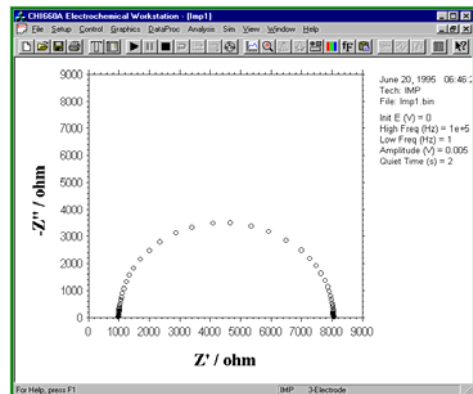 CHI660A Electrochemical Workstation - [Imp1]
File Setup Control Graphics DataProc Analysis Sim View Window Help
June 20, 1995 06:46:2
Tech: IMP
File: Imp1.bin
Init E (V) = 0
High Freq (Hz) = 1e+5
Low Freq (Hz) = 1
Amplitude (V) = 0.005
Quiet Time (s) = 2
-Z" / ohm
9000
8000
7000
6000
5000
4000
3000
2000
1000
0
0 1000 2000 3000 4000 5000 6000 7000 8000 9000
Z' / ohm
For Help, press F1 IMP 3-Electrode